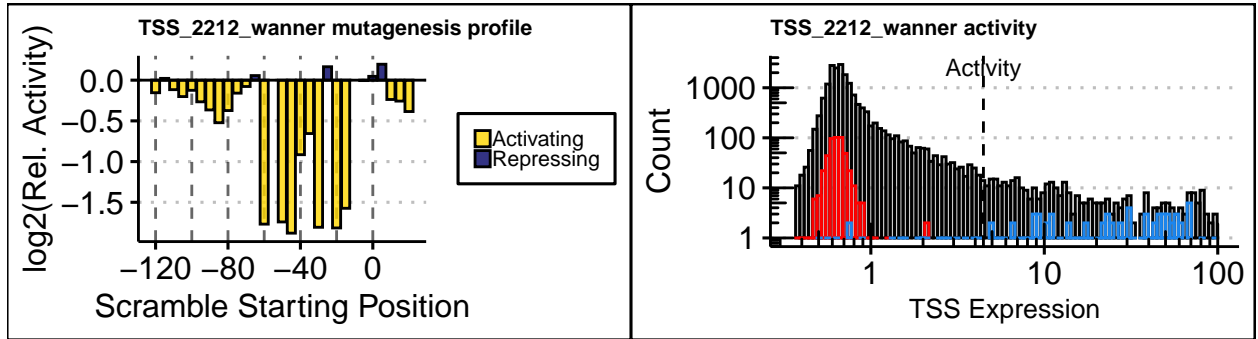 TSS_2212_wanner mutagenesis profile
log2(Rel. Activity)
0.0
−0.5
−1.0
−1.5
−120
−80
−40
0
Scramble Starting Position
Activating
Repressing
TSS_2212_wanner activity
Activity
Count
1000
100
10
1
1
10
100
TSS Expression